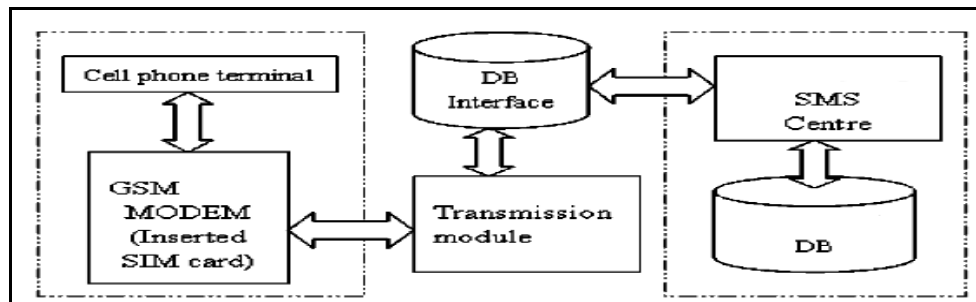 Cell phone terminal
GSM
MODEM
(Inserted
SIM card)
DB
Interface
Transmission
module
SMS
Centre
DB